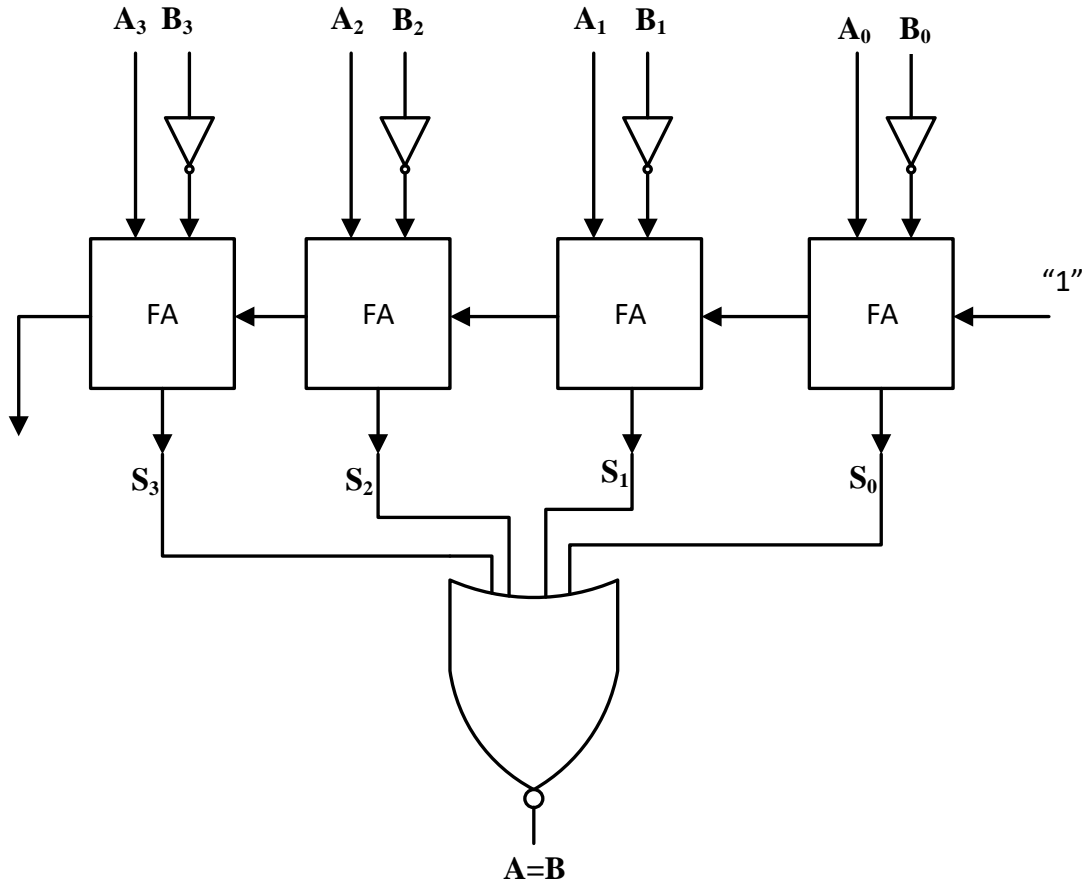 A₃ B₃ A₂ B₂ A₁ B₁ A₀ B₀
“1”
FA FA FA FA
S₃ S₂ S₁ S₀
A=B